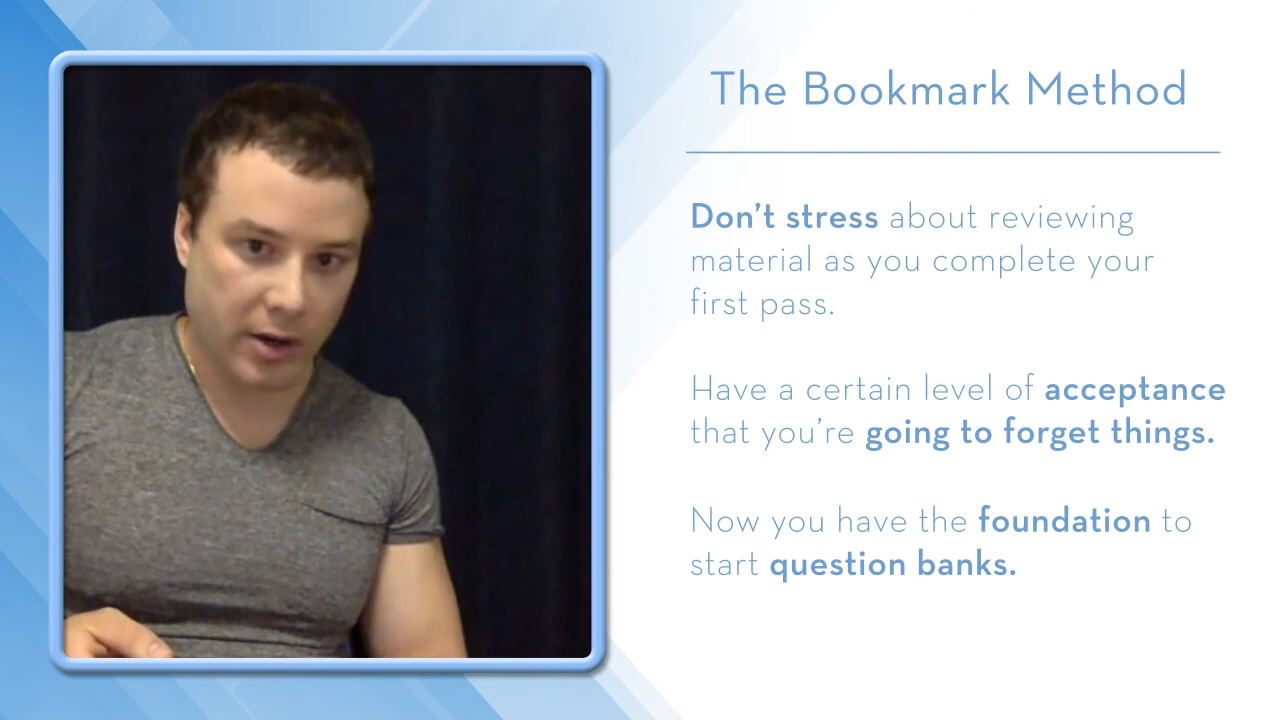 The Bookmark Method
Don't stress about reviewing
material as you complete your
first pass.
Have a certain level of acceptance
that you're going to forget things.
Now you have the foundation to
start question banks.